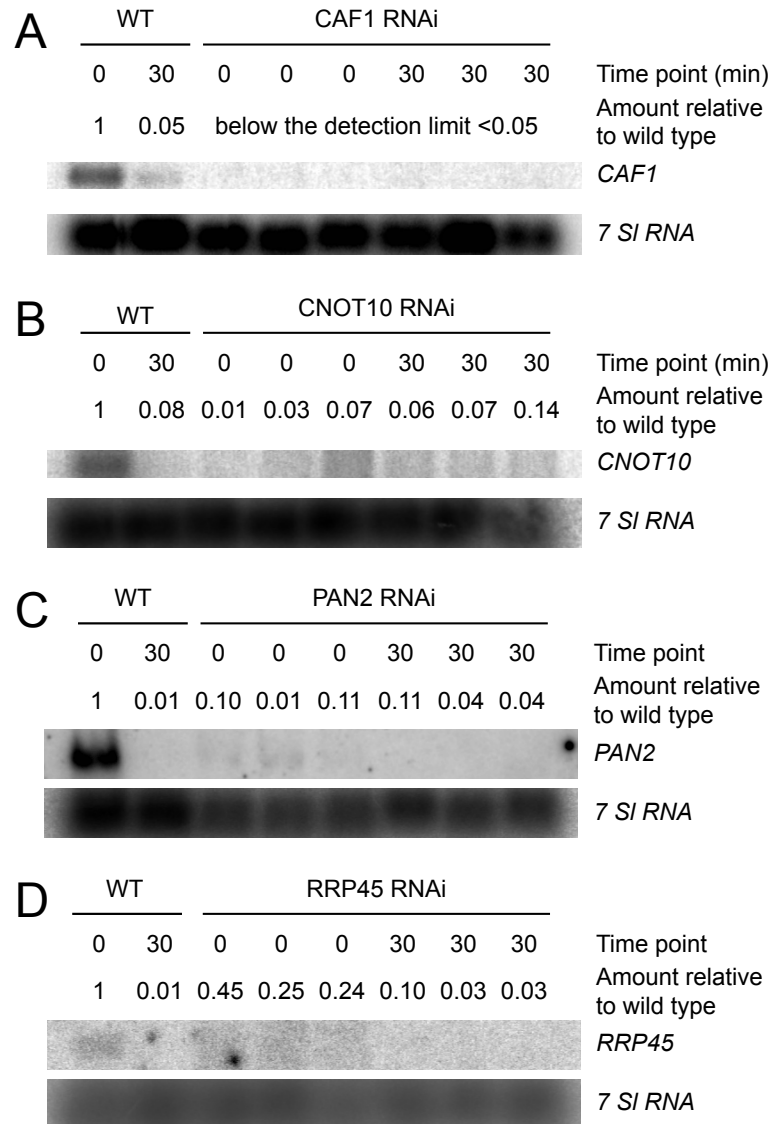 A
WT CAF1 RNAi
0 30 0 0 0 30 30 30 Time point (min)
1 0.05 below the detection limit <0.05 Amount relative
to wild type
CAF1
7 Sl RNA
B
WT CNOT10 RNAi
0 30 0 0 0 30 30 30 Time point (min)
1 0.08 0.01 0.03 0.07 0.06 0.07 0.14 Amount relative
to wild type
CNOT10
7 Sl RNA
C
WT PAN2 RNAi
0 30 0 0 0 30 30 30 Time point
1 0.01 0.10 0.01 0.11 0.11 0.04 0.04 Amount relative
to wild type
PAN2
7 Sl RNA
D
WT RRP45 RNAi
0 30 0 0 0 30 30 30 Time point
1 0.01 0.45 0.25 0.24 0.10 0.03 0.03 Amount relative
to wild type
RRP45
7 Sl RNA